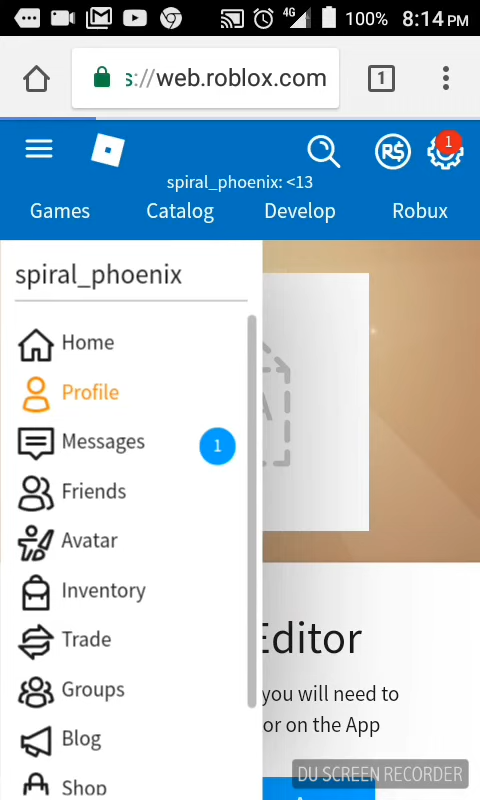 4G 100% 8:14 PM
s://web.roblox.com 1
R$ 1
spiral_phoenix: <13
Games Catalog Develop Robux
spiral_phoenix
Home
Profile
Messages 1
Friends
Avatar
Inventory
Trade
Groups
Blog
Shop
Editor
you will need to
or on the App
DU SCREEN RECORDER